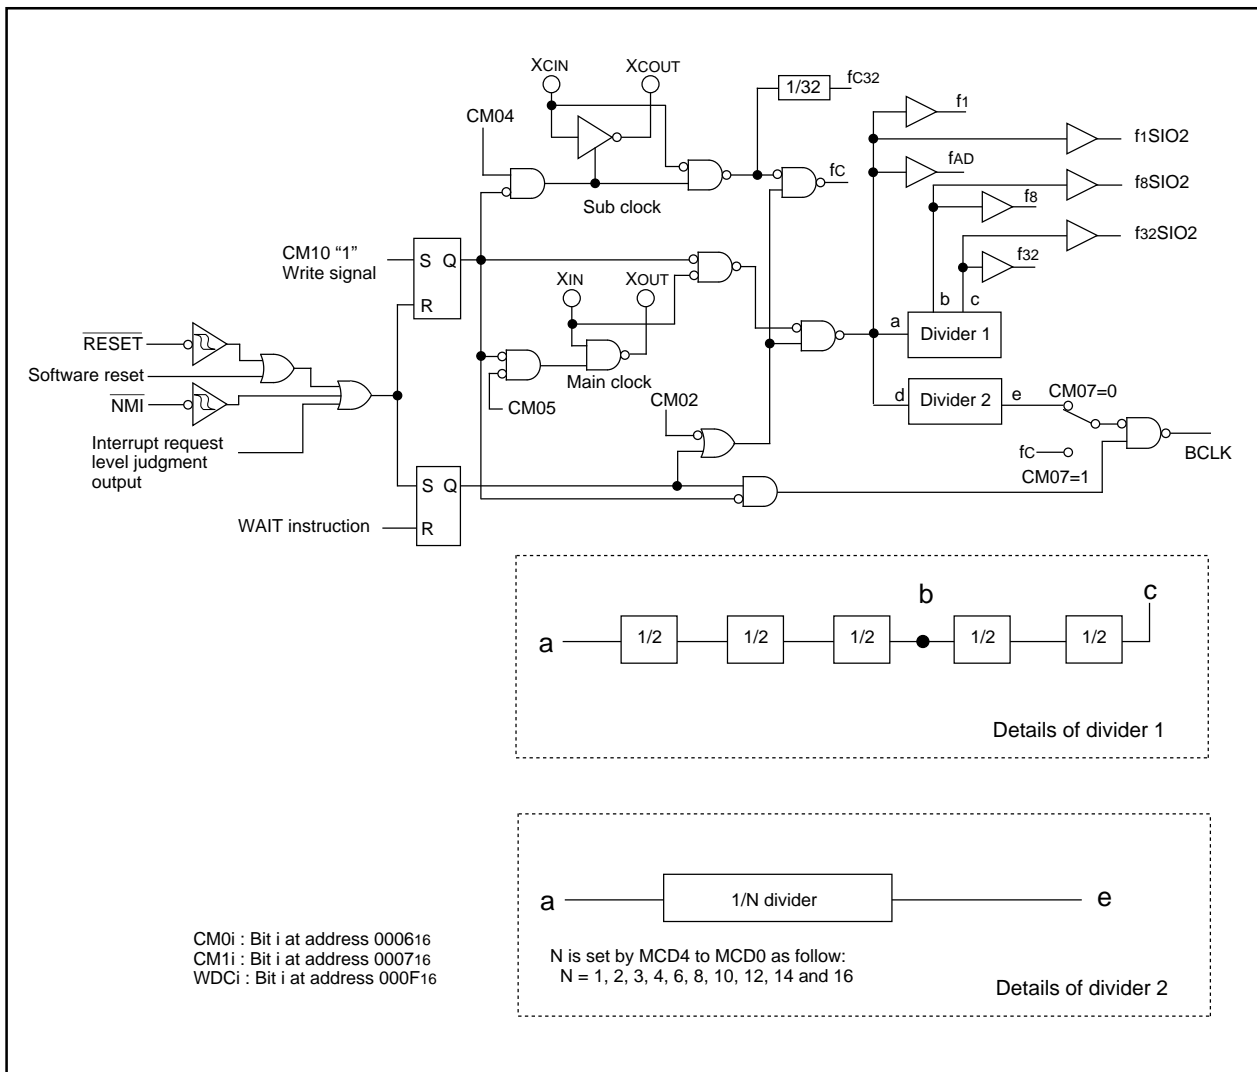 XCIN
XCOUT
1/32
fC32
f1
CM04
f1SIO2
fAD
fC
f8SIO2
f8
Sub clock
f32SIO2
f32
CM10 “1”
Write signal
S Q
R
XIN
XOUT
b c
a
Divider 1
RESET
Software reset
NMI
Main clock
CM05
CM02
d
Divider 2
e
CM07=0
Interrupt request
level judgment
output
fC
BCLK
CM07=1
S Q
R
WAIT instruction
a
1/2
1/2
1/2
b
1/2
1/2
c
Details of divider 1
a
1/N divider
e
N is set by MCD4 to MCD0 as follow:
N = 1, 2, 3, 4, 6, 8, 10, 12, 14 and 16
Details of divider 2
CM0i : Bit i at address 000616
CM1i : Bit i at address 000716
WDCi : Bit i at address 000F16